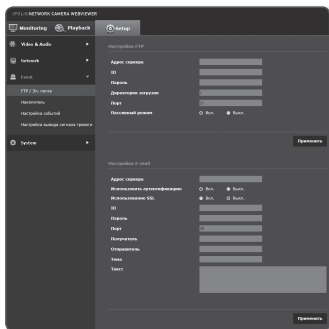 iPOLiS NETWORK CAMERA WEBVIEWER
Monitoring Playback Setup
Video & Audio
Network
Event
FTP / Эл. почта
Накопитель
Настройка событий
Настройка вывода сигнала тревоги
System
Настройка FTP
Адрес сервера
ID
Пароль
Директория загрузки
Порт
Пассивный режим Вкл. Выкл.
Применить
Настройка E-mail
Адрес сервера
Использовать аутентификацию Вкл. Выкл.
Использование SSL Вкл. Выкл.
ID
Пароль
Порт
Получатель
Отправитель
Тема
Текст
Применить